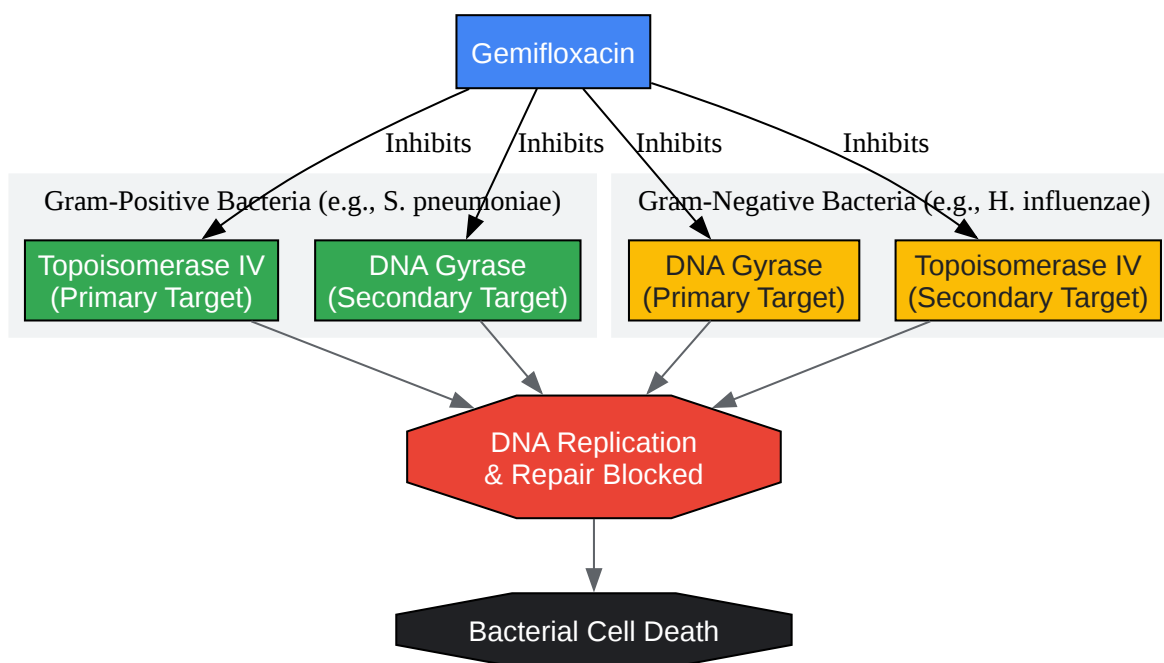 Gemifloxacin
Inhibits
Inhibits
Inhibits
Inhibits
Gram-Positive Bacteria (e.g., S. pneumoniae)
Gram-Negative Bacteria (e.g., H. influenzae)
Topoisomerase IV
(Primary Target)
DNA Gyrase
(Secondary Target)
DNA Gyrase
(Primary Target)
Topoisomerase IV
(Secondary Target)
DNA Replication
& Repair Blocked
Bacterial Cell Death